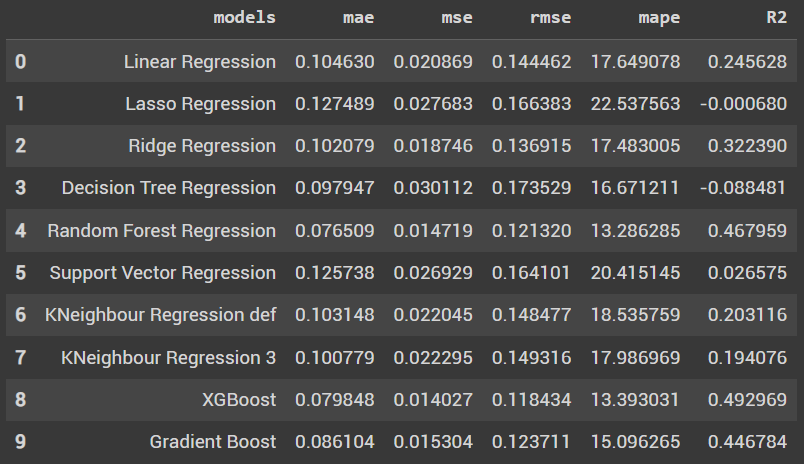 models mae mse rmse mape R2
0 Linear Regression 0.104630 0.020869 0.144462 17.649078 0.245628
1 Lasso Regression 0.127489 0.027683 0.166383 22.537563 -0.000680
2 Ridge Regression 0.102079 0.018746 0.136915 17.483005 0.322390
3 Decision Tree Regression 0.097947 0.030112 0.173529 16.671211 -0.088481
4 Random Forest Regression 0.076509 0.014719 0.121320 13.286285 0.467959
5 Support Vector Regression 0.125738 0.026929 0.164101 20.415145 0.026575
6 KNeighbour Regression def 0.103148 0.022045 0.148477 18.535759 0.203116
7 KNeighbour Regression 3 0.100779 0.022295 0.149316 17.986969 0.194076
8 XGBoost 0.079848 0.014027 0.118434 13.393031 0.492969
9 Gradient Boost 0.086104 0.015304 0.123711 15.096265 0.446784